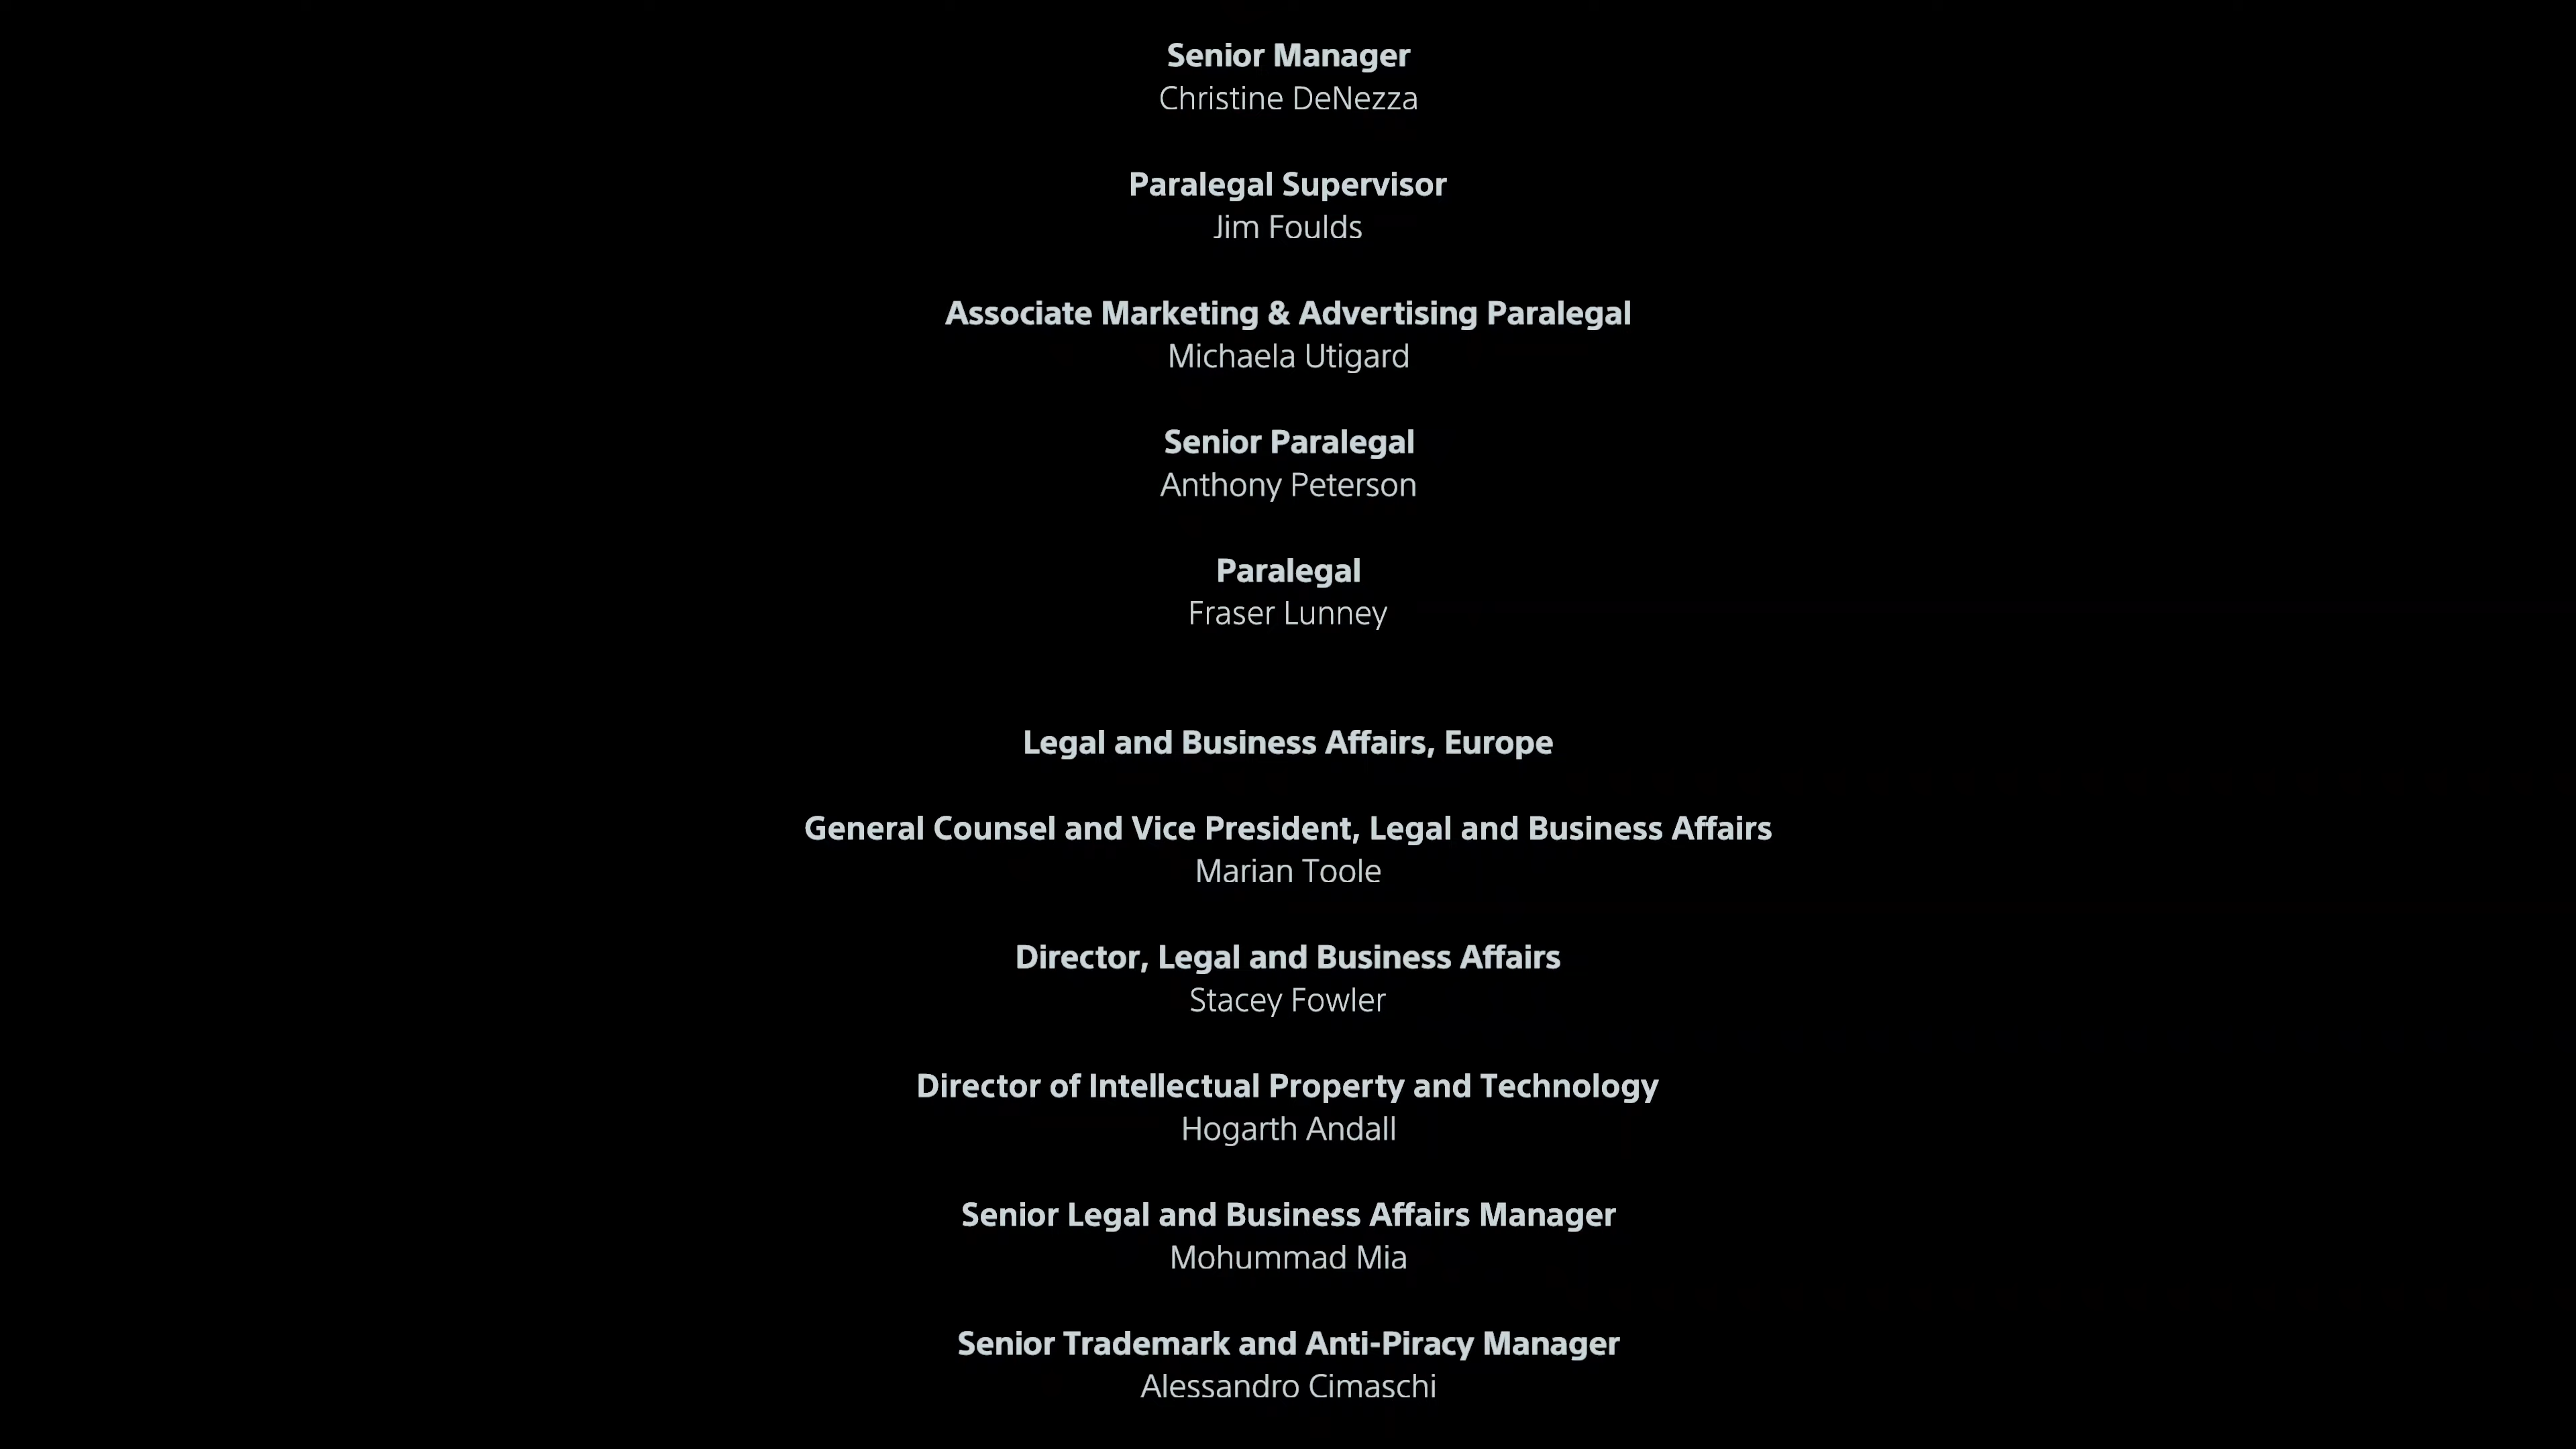 Senior Manager
Christine DeNezza
Paralegal Supervisor
Jim Foulds
Associate Marketing & Advertising Paralegal
Michaela Utigard
Senior Paralegal
Anthony Peterson
Paralegal
Fraser Lunney
Legal and Business Affairs, Europe
General Counsel and Vice President, Legal and Business Affairs
Marian Toole
Director, Legal and Business Affairs
Stacey Fowler
Director of Intellectual Property and Technology
Hogarth Andall
Senior Legal and Business Affairs Manager
Mohummad Mia
Senior Trademark and Anti-Piracy Manager
Alessandro Cimaschi